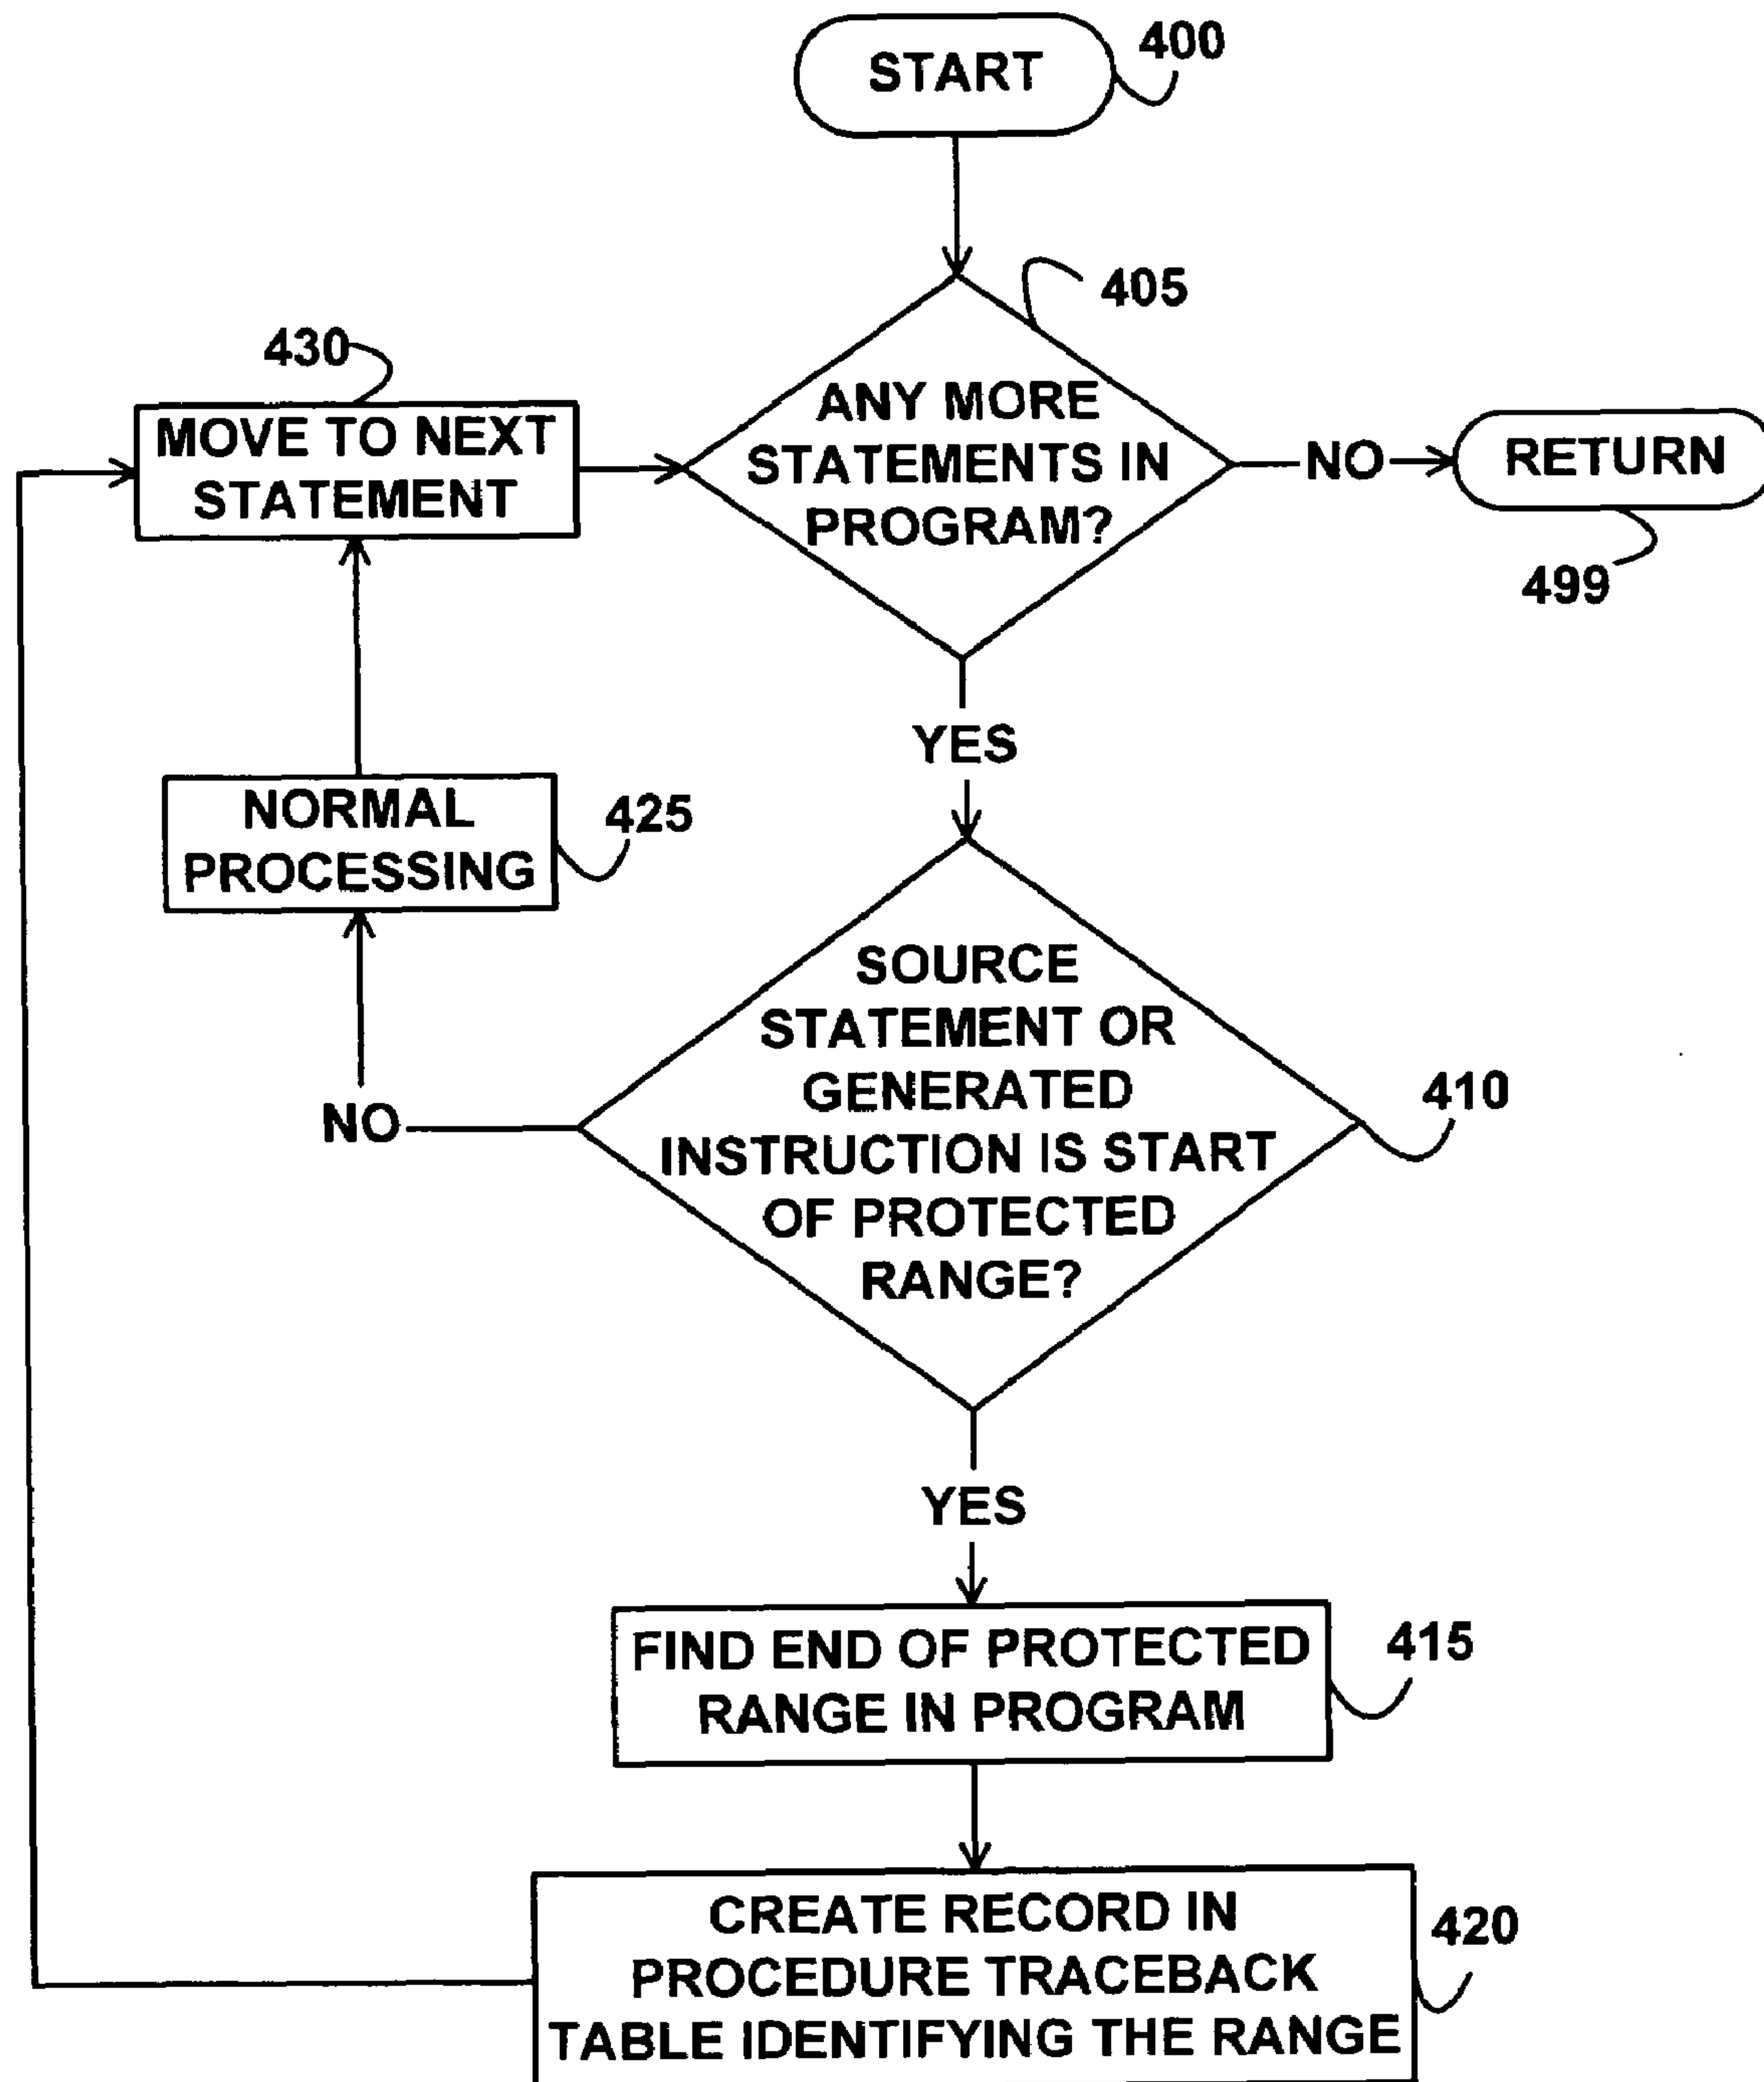 START
400
405
430
MOVE TO NEXT
STATEMENT
ANY MORE
STATEMENTS IN
PROGRAM?
NO
RETURN
499
YES
NORMAL
PROCESSING
425
SOURCE
STATEMENT OR
GENERATED
INSTRUCTION IS START
OF PROTECTED
RANGE?
410
NO
YES
FIND END OF PROTECTED
RANGE IN PROGRAM
415
CREATE RECORD IN
PROCEDURE TRACEBACK
TABLE IDENTIFYING THE RANGE
420